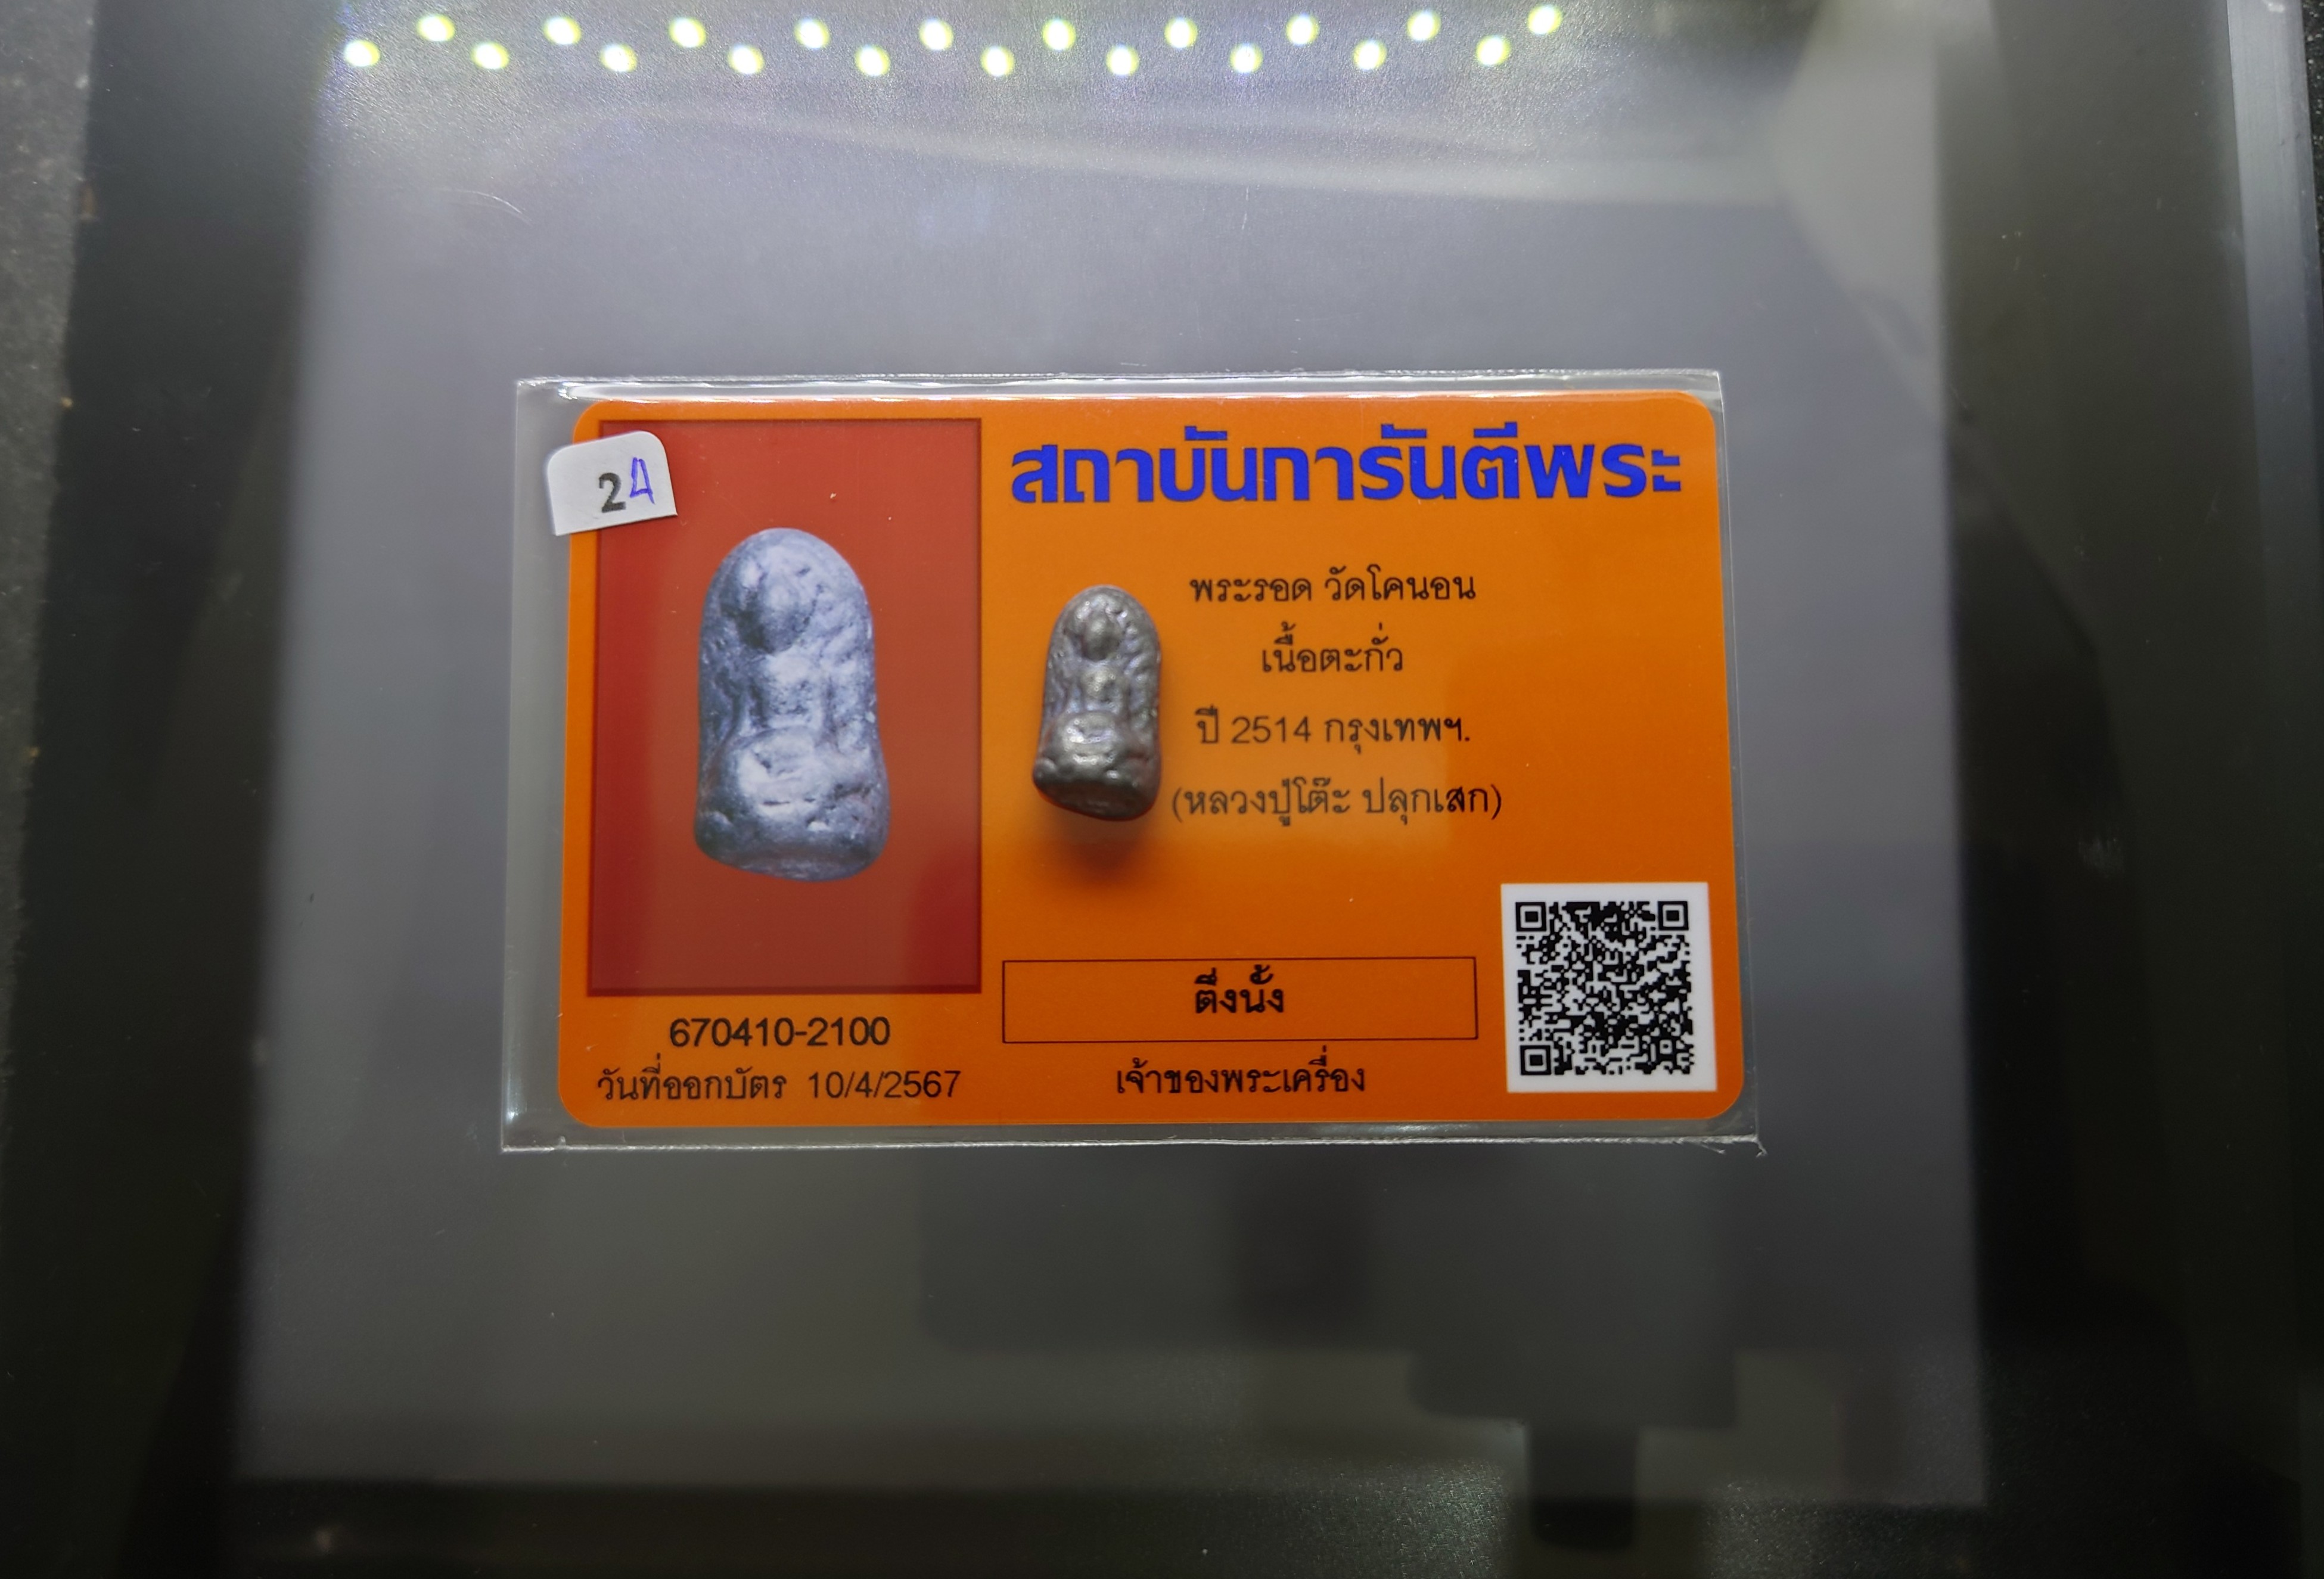 24
สถาบันการันตีพระ
พระรอด วัดโคนอน
เนื้อตะกั่ว
ปี 2514 กรุงเทพฯ.
(หลวงปู่โต๊ะ ปลุกเสก)
ตึ่งนั้ง
เจ้าของพระเครื่อง
670410-2100
วันที่ออกบัตร 10/4/2567